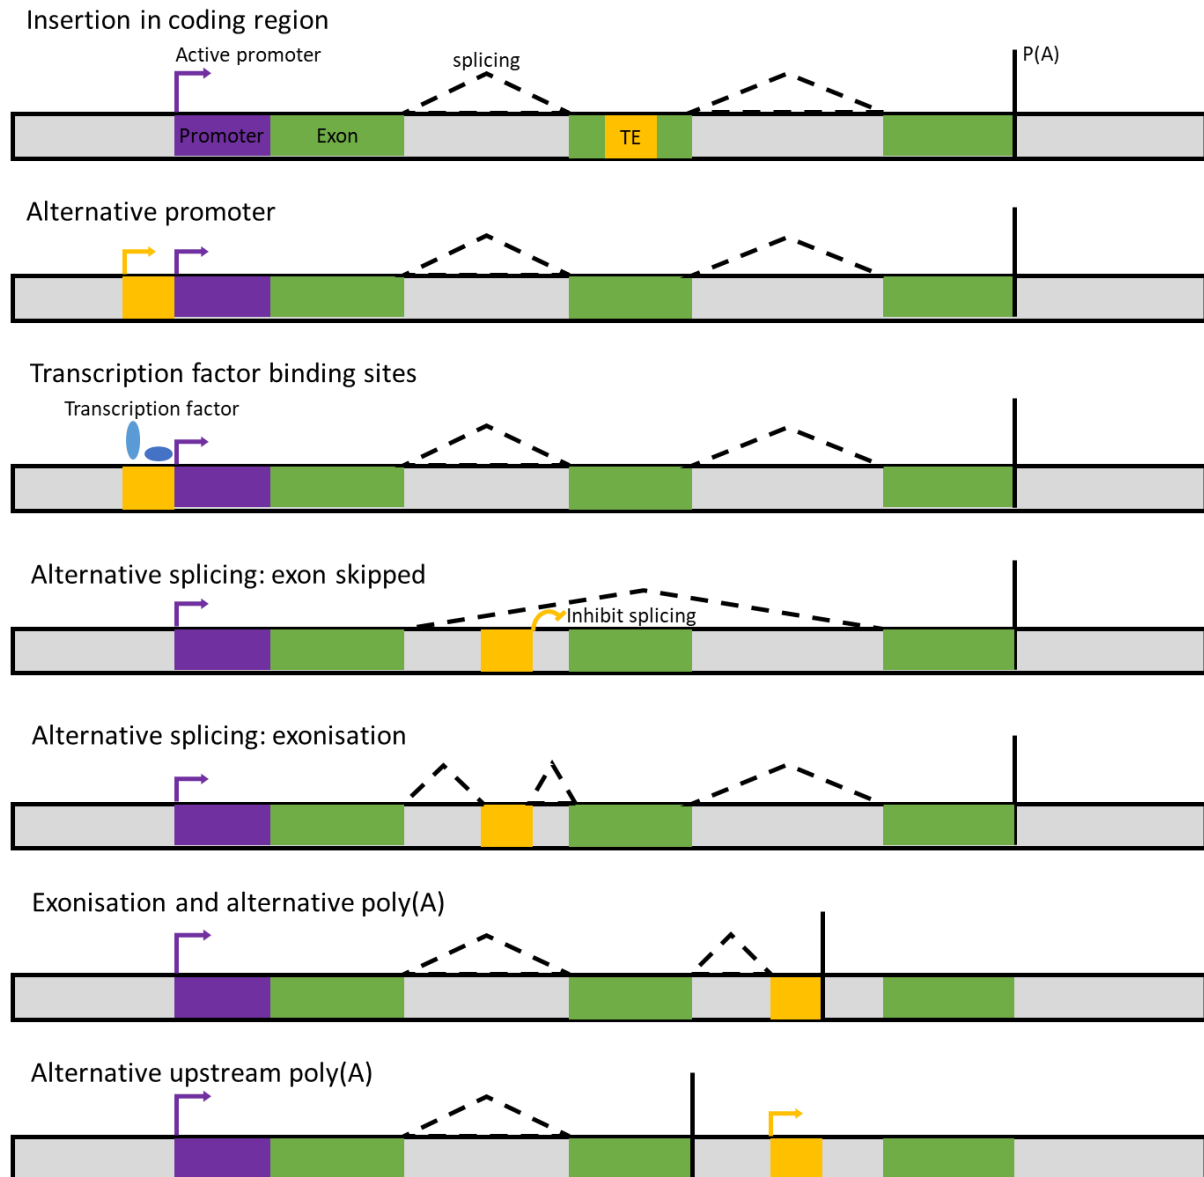 Insertion in coding region
Active promoter
splicing
P(A)
Promoter
Exon
TE
Alternative promoter
Transcription factor binding sites
Transcription factor
Alternative splicing: exon skipped
Inhibit splicing
Alternative splicing: exonisation
Exonisation and alternative poly(A)
Alternative upstream poly(A)